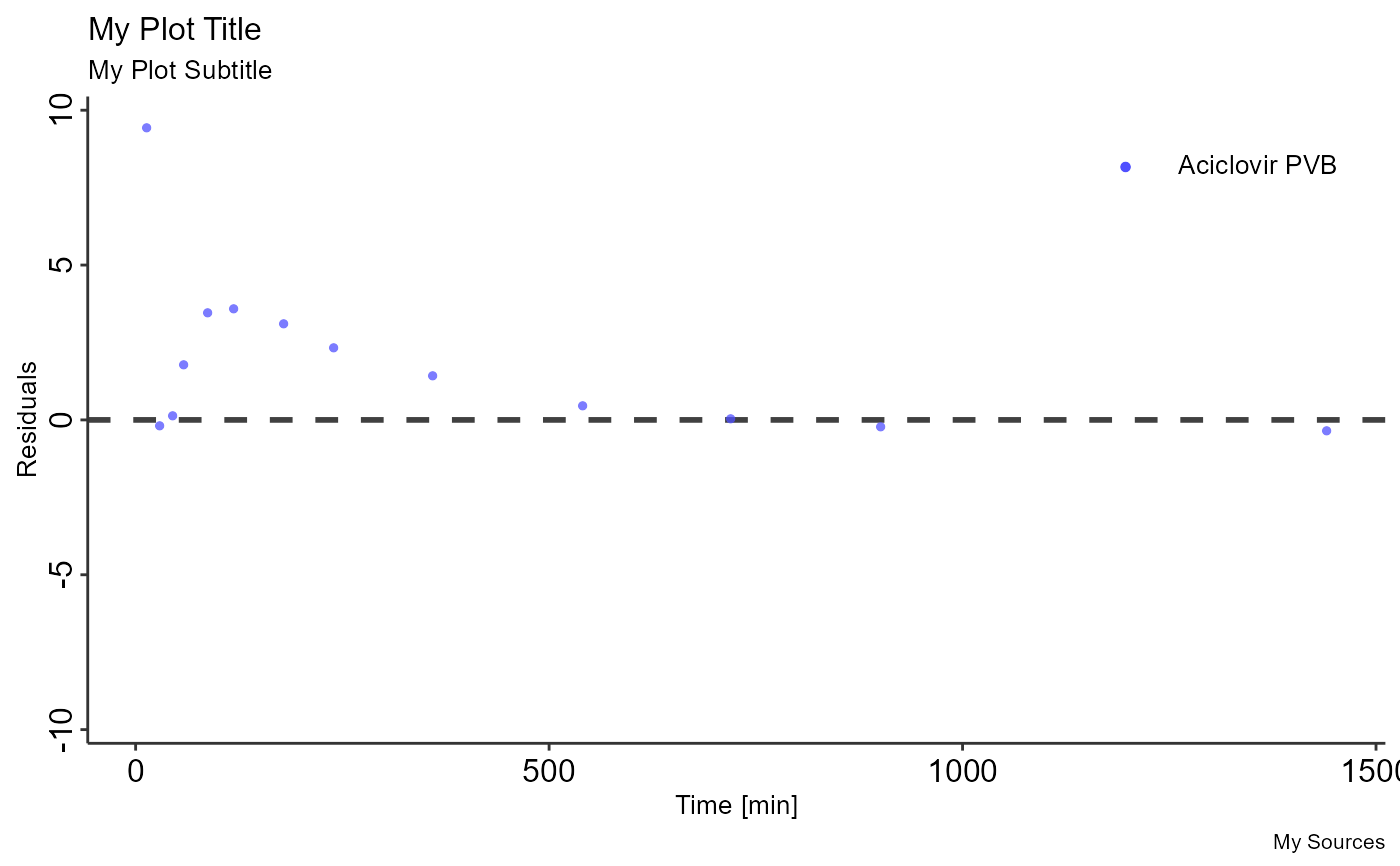 My Plot Title
My Plot Subtitle
10
5
0
-5
-10
Residuals
Aciclovir PVB
0 500 1000 1500
Time [min]
My Sources